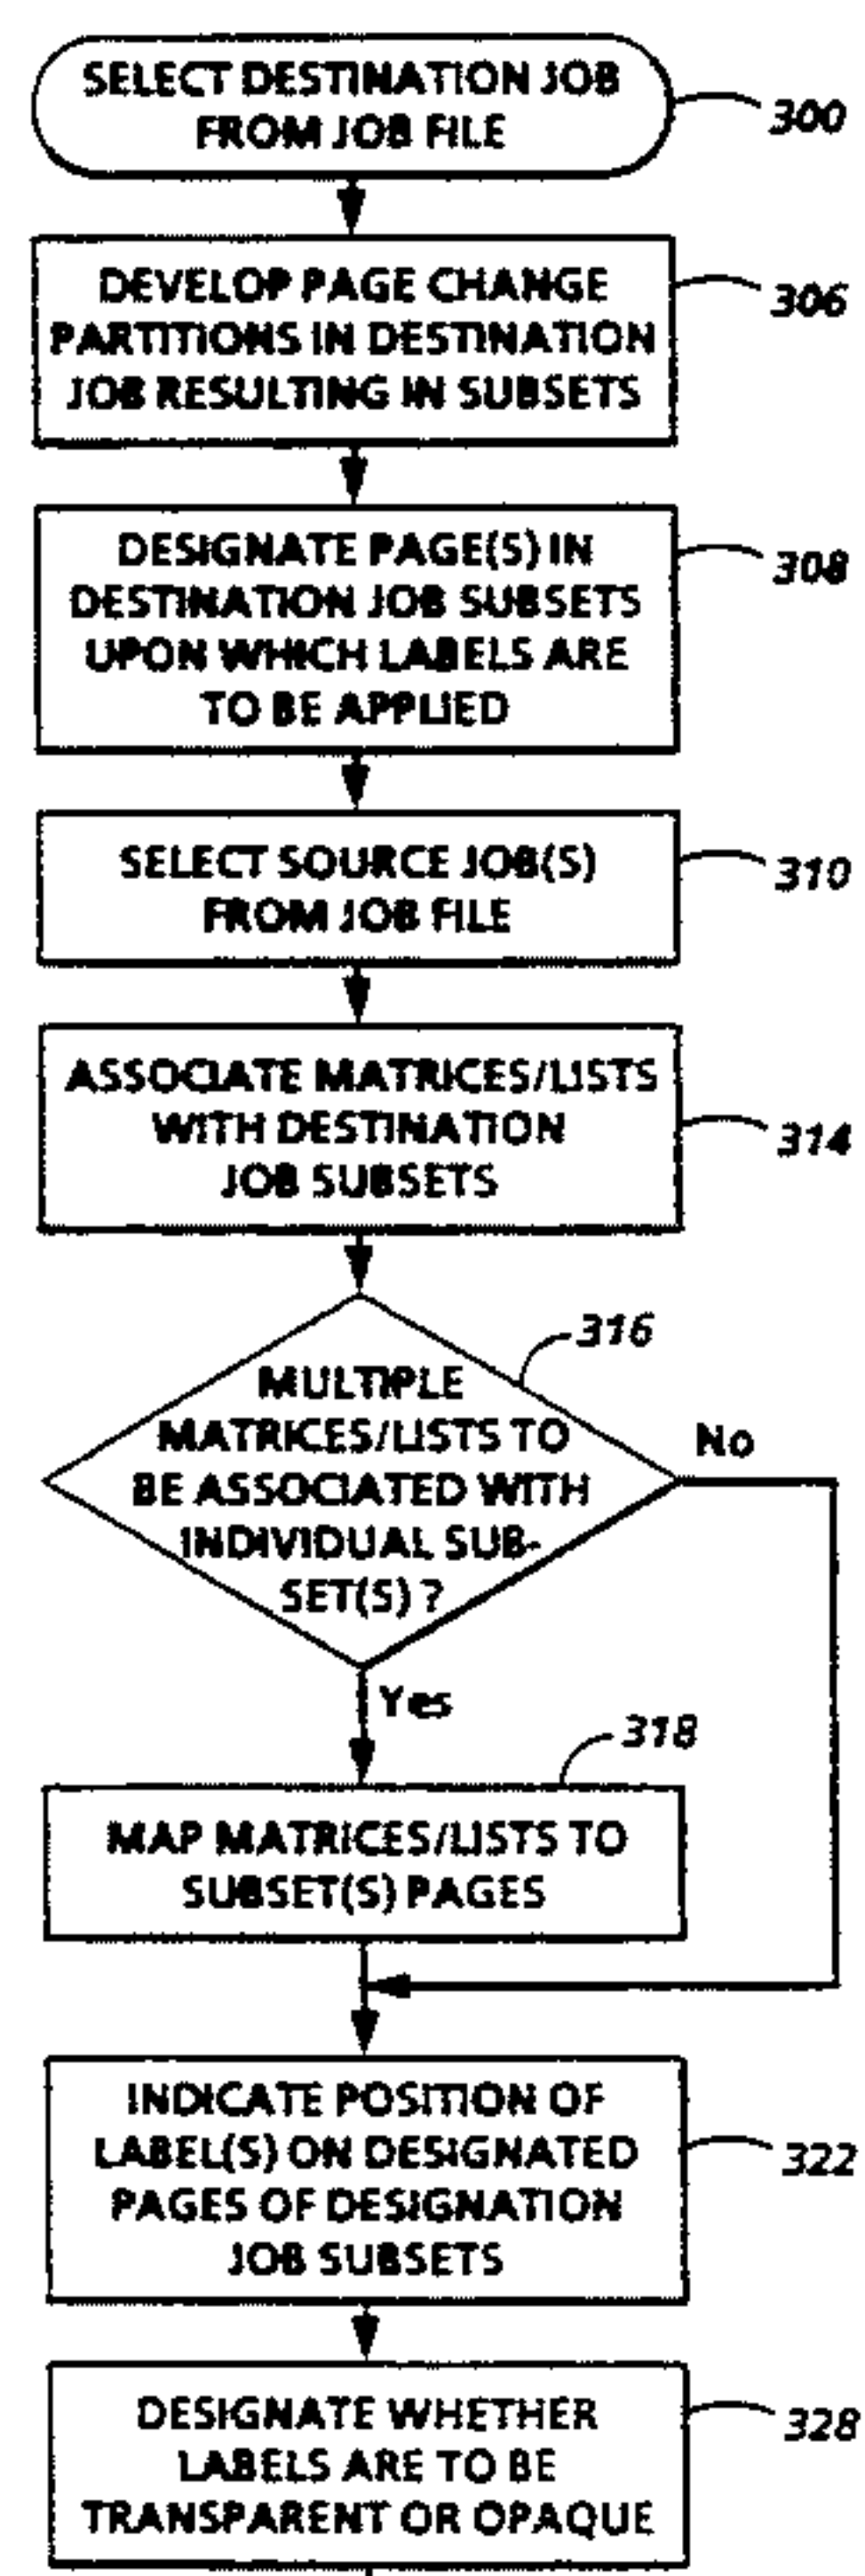 SELECT DESTINATION JOB
FROM JOB FILE
300
DEVELOP PAGE CHANGE
PARTITIONS IN DESTINATION
JOB RESULTING IN SUBSETS
306
DESIGNATE PAGE(S) IN
DESTINATION JOB SUBSETS
UPON WHICH LABELS ARE
TO BE APPLIED
308
SELECT SOURCE JOB(S)
FROM JOB FILE
310
ASSOCIATE MATRICES/LISTS
WITH DESTINATION
JOB SUBSETS
314
316
MULTIPLE
MATRICES/LISTS TO
BE ASSOCIATED WITH
INDIVIDUAL SUB-
SET(S) ?
No
Yes
318
MAP MATRICES/LISTS TO
SUBSET(S) PAGES
INDICATE POSITION OF
LABEL(S) ON DESIGNATED
PAGES OF DESIGNATION
JOB SUBSETS
322
DESIGNATE WHETHER
LABELS ARE TO BE
TRANSPARENT OR OPAQUE
328